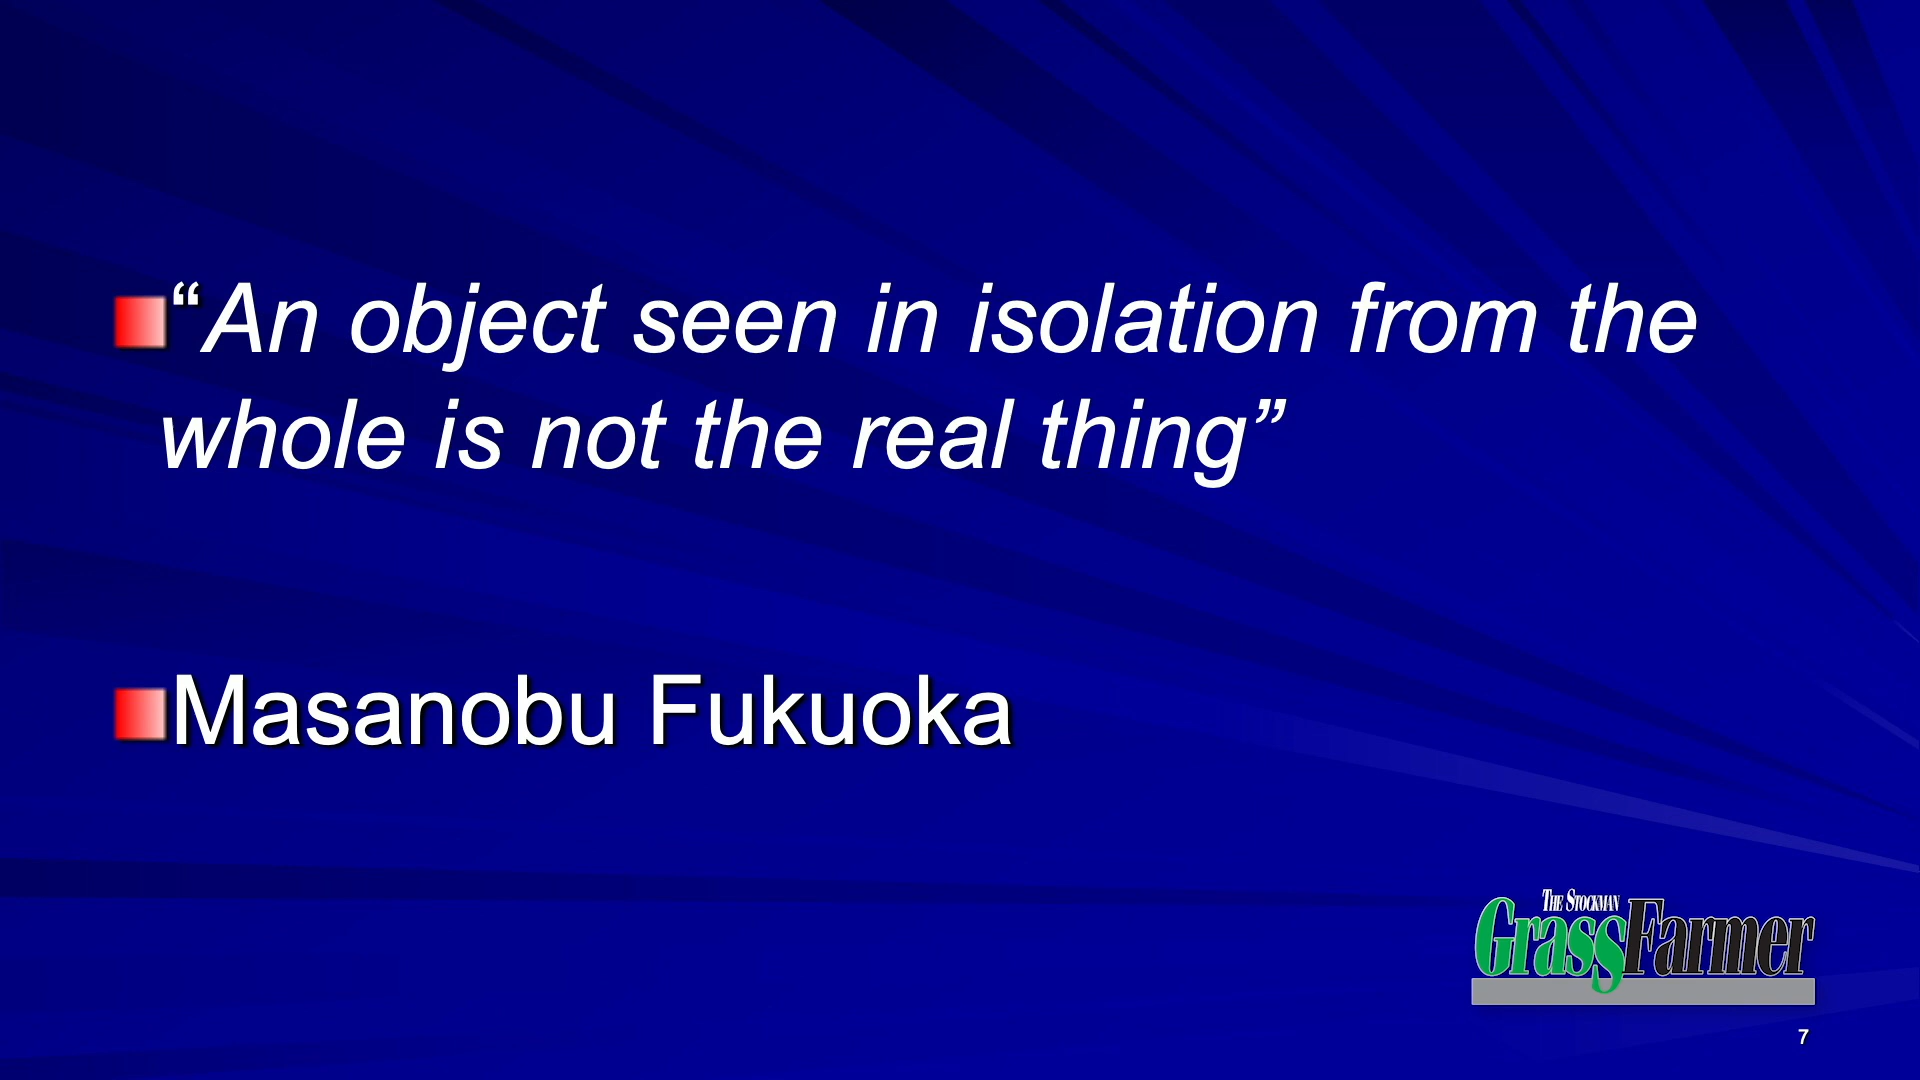 “An object seen in isolation from the
whole is not the real thing”
Masanobu Fukuoka
THE STOCKMAN
GrassFarmer
7